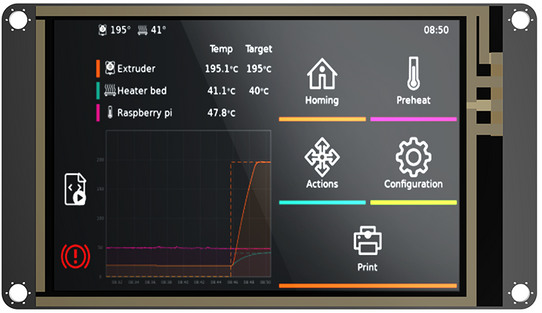 195° 41° 08:50
Temp Target
Extruder 195.1°C 195°C
Heater bed 41.1°C 40°C
Raspberry pi 47.8°C
Homing Preheat
Actions Configuration
Print